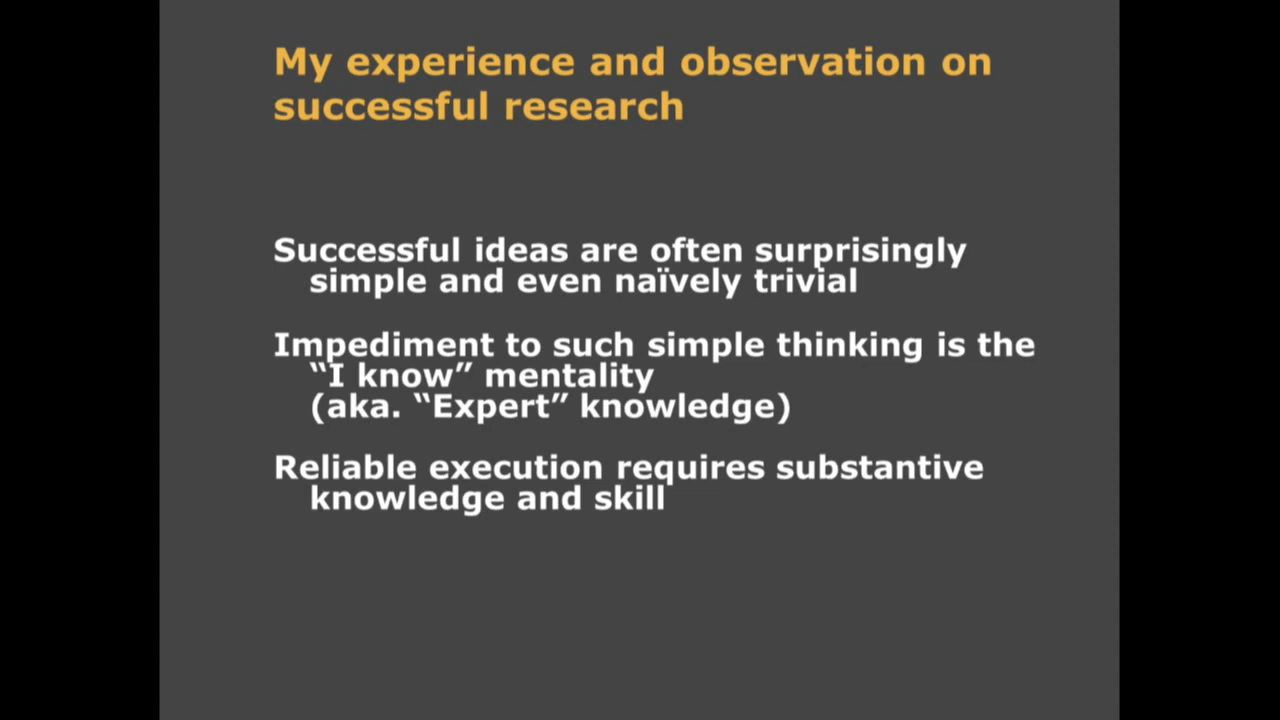 My experience and observation on
successful research
Successful ideas are often surprisingly
simple and even naïvely trivial
Impediment to such simple thinking is the
“I know” mentality
(aka. “Expert” knowledge)
Reliable execution requires substantive
knowledge and skill